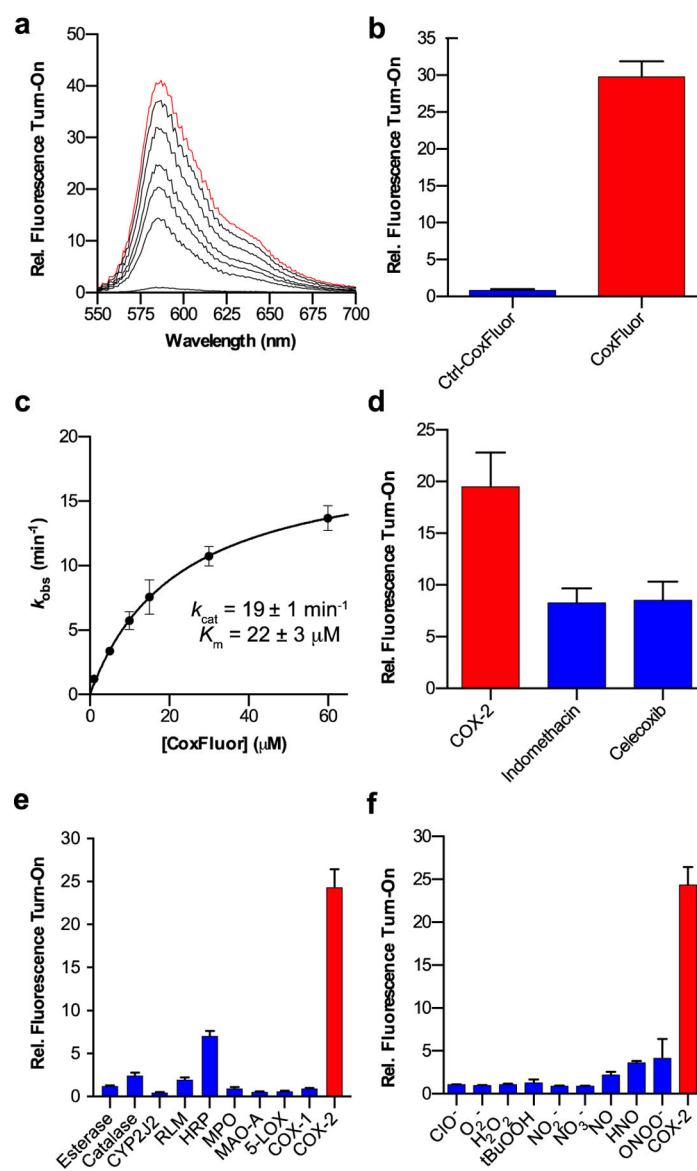 a
Rel. Fluorescence Turn-On
50
40
30
20
10
0
550
575
600
625
650
675
700
Wavelength (nm)
b
Rel. Fluorescence Turn-On
35
30
25
20
15
10
5
0
Ctrl-CoxFluor
CoxFluor
c
kobs (min-1)
20
15
10
5
0
kcat = 19 ± 1 min-1
Km = 22 ± 3 μM
0
20
40
60
[CoxFluor] (μM)
d
Rel. Fluorescence Turn-On
25
20
15
10
5
0
COX-2
Indomethacin
Celecoxib
e
Rel. Fluorescence Turn-On
30
25
20
15
10
5
0
Esterase
Catalase
CYP2J2
RLM
HRP
MPO
MAO-A
5-LOX
COX-1
COX-2
f
Rel. Fluorescence Turn-On
30
25
20
15
10
5
0
ClO-
O2-
H2O2
tBuOOH
NO2-
NO3-
NO
HNO
ONOO-
COX-2